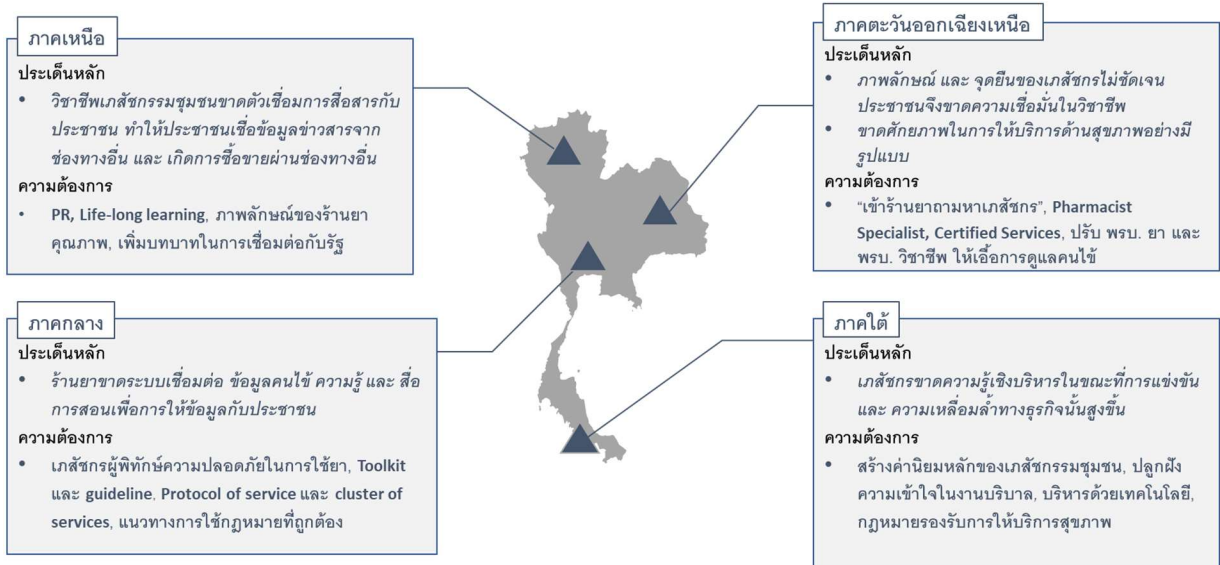 ภาคเหนือ
ประเด็นหลัก
• วิชาชีพเภสัชกรรมชุมชนขาดตัวเชื่อมการสื่อสารกับ
ประชาชน ทำให้ประชาชนเชื่อข้อมูลข่าวสารจาก
ช่องทางอื่น และ เกิดการซื้อขายผ่านช่องทางอื่น
ความต้องการ
• PR, Life-long learning, ภาพลักษณ์ของร้านยา
คุณภาพ, เพิ่มบทบาทในการเชื่อมต่อกับรัฐ
ภาคตะวันออกเฉียงเหนือ
ประเด็นหลัก
• ภาพลักษณ์ และ จุดยืนของเภสัชกรไม่ชัดเจน
ประชาชนจึงขาดความเชื่อมั่นในวิชาชีพ
• ขาดศักยภาพในการให้บริการด้านสุขภาพอย่างมี
รูปแบบ
ความต้องการ
• “เข้าร้านยาถามหาเภสัชกร”, Pharmacist
Specialist, Certified Services, ปรับ พรบ. ยา และ
พรบ. วิชาชีพ ให้เอื้อการดูแลคนไข้
ภาคกลาง
ประเด็นหลัก
• ร้านยาขาดระบบเชื่อมต่อ ข้อมูลคนไข้ ความรู้ และ สื่อ
การสอนเพื่อการให้ข้อมูลกับประชาชน
ความต้องการ
• เภสัชกรผู้พิทักษ์ความปลอดภัยในการใช้ยา, Toolkit
และ guideline, Protocol of service และ cluster of
services, แนวทางการใช้กฎหมายที่ถูกต้อง
ภาคใต้
ประเด็นหลัก
• เภสัชกรขาดความรู้เชิงบริหารในขณะที่การแข่งขัน
และ ความเหลื่อมล้ำทางธุรกิจนั้นสูงขึ้น
ความต้องการ
• สร้างค่านิยมหลักของเภสัชกรรมชุมชน, ปลูกฝัง
ความเข้าใจในงานบริบาล, บริหารด้วยเทคโนโลยี,
กฎหมายรองรับการให้บริการสุขภาพ